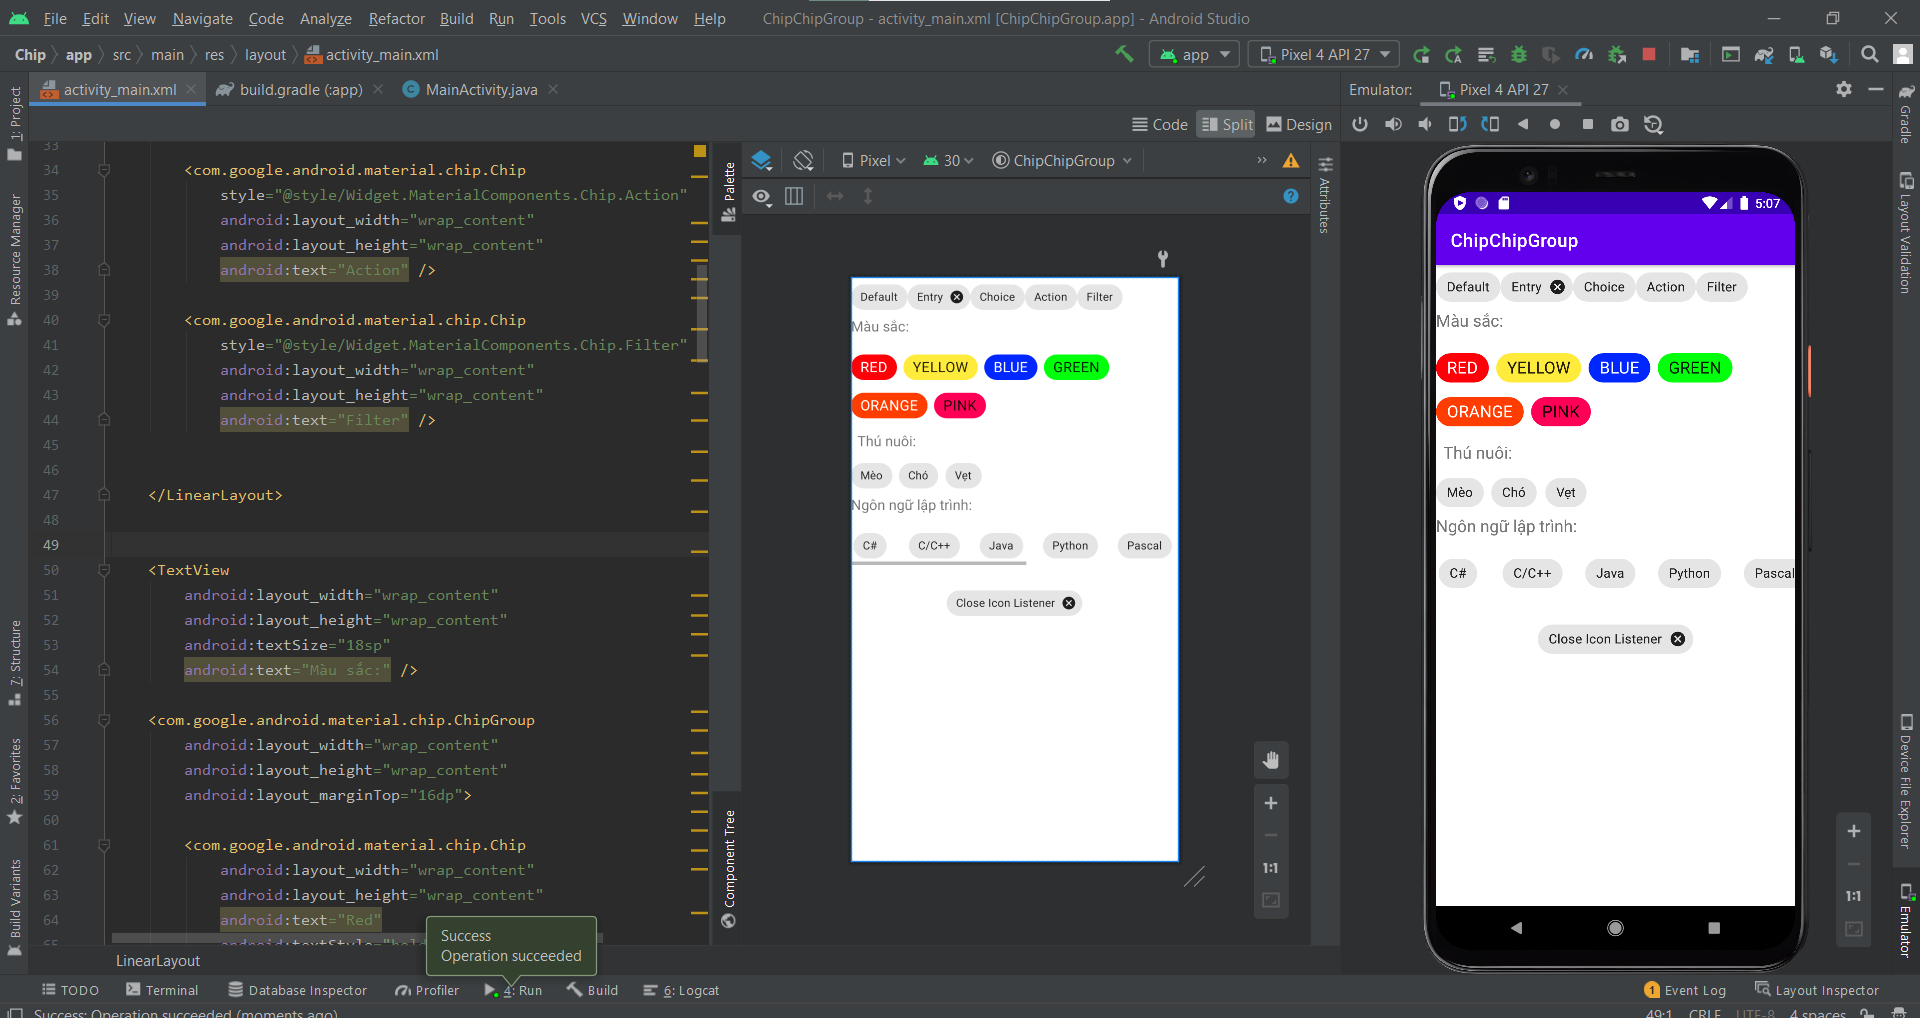 File Edit View Navigate Code Analyze Refactor Build Run Tools VCS Window Help ChipChipGroup - activity_main.xml [ChipChipGroup.app] - Android Studio
Chip app src main res layout activity_main.xml app Pixel 4 API 27
activity_main.xml build.gradle (:app) MainActivity.java Emulator: Pixel 4 API 27
Code Split Design
Pixel 30 ChipChipGroup
1: Project
Resource Manager
7: Structure
2: Favorites
Build Variants
33
34 <com.google.android.material.chip.Chip
35 style="@style/Widget.MaterialComponents.Chip.Action"
36 android:layout_width="wrap_content"
37 android:layout_height="wrap_content"
38 android:text="Action" />
39
40 <com.google.android.material.chip.Chip
41 style="@style/Widget.MaterialComponents.Chip.Filter"
42 android:layout_width="wrap_content"
43 android:layout_height="wrap_content"
44 android:text="Filter" />
45
46
47 </LinearLayout>
48
49
50 <TextView
51 android:layout_width="wrap_content"
52 android:layout_height="wrap_content"
53 android:textSize="18sp"
54 android:text="Màu sắc:" />
55
56 <com.google.android.material.chip.ChipGroup
57 android:layout_width="wrap_content"
58 android:layout_height="wrap_content"
59 android:layout_marginTop="16dp">
60
61 <com.google.android.material.chip.Chip
62 android:layout_width="wrap_content"
63 android:layout_height="wrap_content"
64 android:text="Red"
65 android:textStyle="bold
LinearLayout
Success
Operation succeeded
Palette
Component Tree
Attributes
Default Entry Choice Action Filter
Màu sắc:
RED YELLOW BLUE GREEN
ORANGE PINK
Thú nuôi:
Mèo Chó Vẹt
Ngôn ngữ lập trình:
C# C/C++ Java Python Pascal
Close Icon Listener
1:1
5:07
ChipChipGroup
Default Entry Choice Action Filter
Màu sắc:
RED YELLOW BLUE GREEN
ORANGE PINK
Thú nuôi:
Mèo Chó Vẹt
Ngôn ngữ lập trình:
C# C/C++ Java Python Pascal
Close Icon Listener
1:1
Gradle
Layout Validation
Device File Explorer
Emulator
TODO Terminal Database Inspector Profiler 4: Run Build 6: Logcat 1 Event Log Layout Inspector
Success: Operation succeeded (moments ago) 49:1 CRLF UTF-8 4 spaces